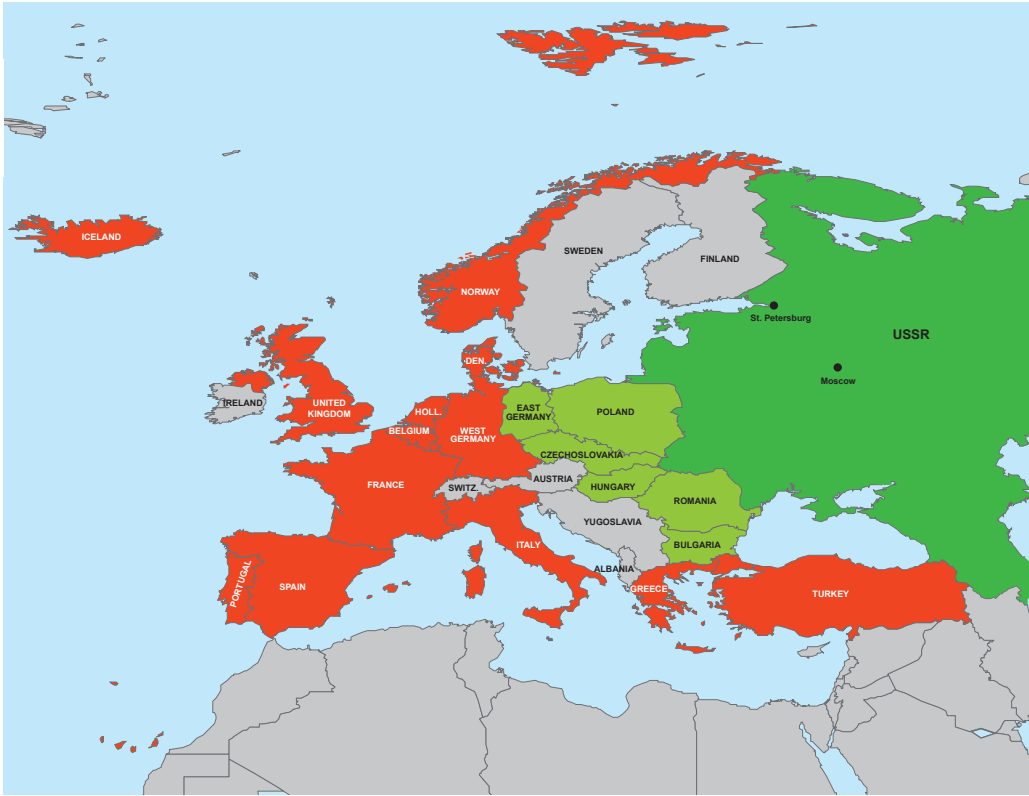 ICELAND
SWEDEN
FINLAND
NORWAY
St. Petersburg
USSR
DEN.
Moscow
IRELAND
UNITED
KINGDOM
HOLL.
EAST
GERMANY
POLAND
BELGIUM
WEST
GERMANY
CZECHOSLOVAKIA
FRANCE
SWITZ.
AUSTRIA
HUNGARY
ROMANIA
YUGOSLAVIA
ITALY
BULGARIA
ALBANIA
PORTUGAL
SPAIN
GREECE
TURKEY